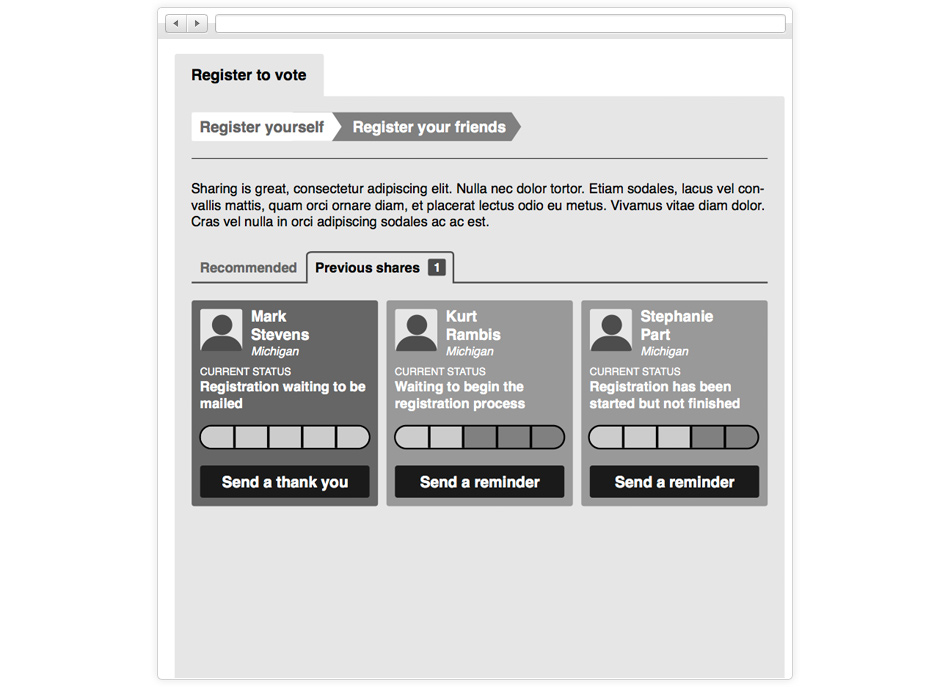 Register to vote
Register yourself
Register your friends
Sharing is great, consectetur adipiscing elit. Nulla nec dolor tortor. Etiam sodales, lacus vel con-
vallis mattis, quam orci ornare diam, et placerat lectus odio eu metus. Vivamus vitae diam dolor.
Cras vel nulla in orci adipiscing sodales ac ac est.
Recommended
Previous shares 1
Mark
Stevens
Michigan
CURRENT STATUS
Registration waiting to be
mailed
Send a thank you
Kurt
Rambis
Michigan
CURRENT STATUS
Waiting to begin the
registration process
Send a reminder
Stephanie
Part
Michigan
CURRENT STATUS
Registration has been
started but not finished
Send a reminder